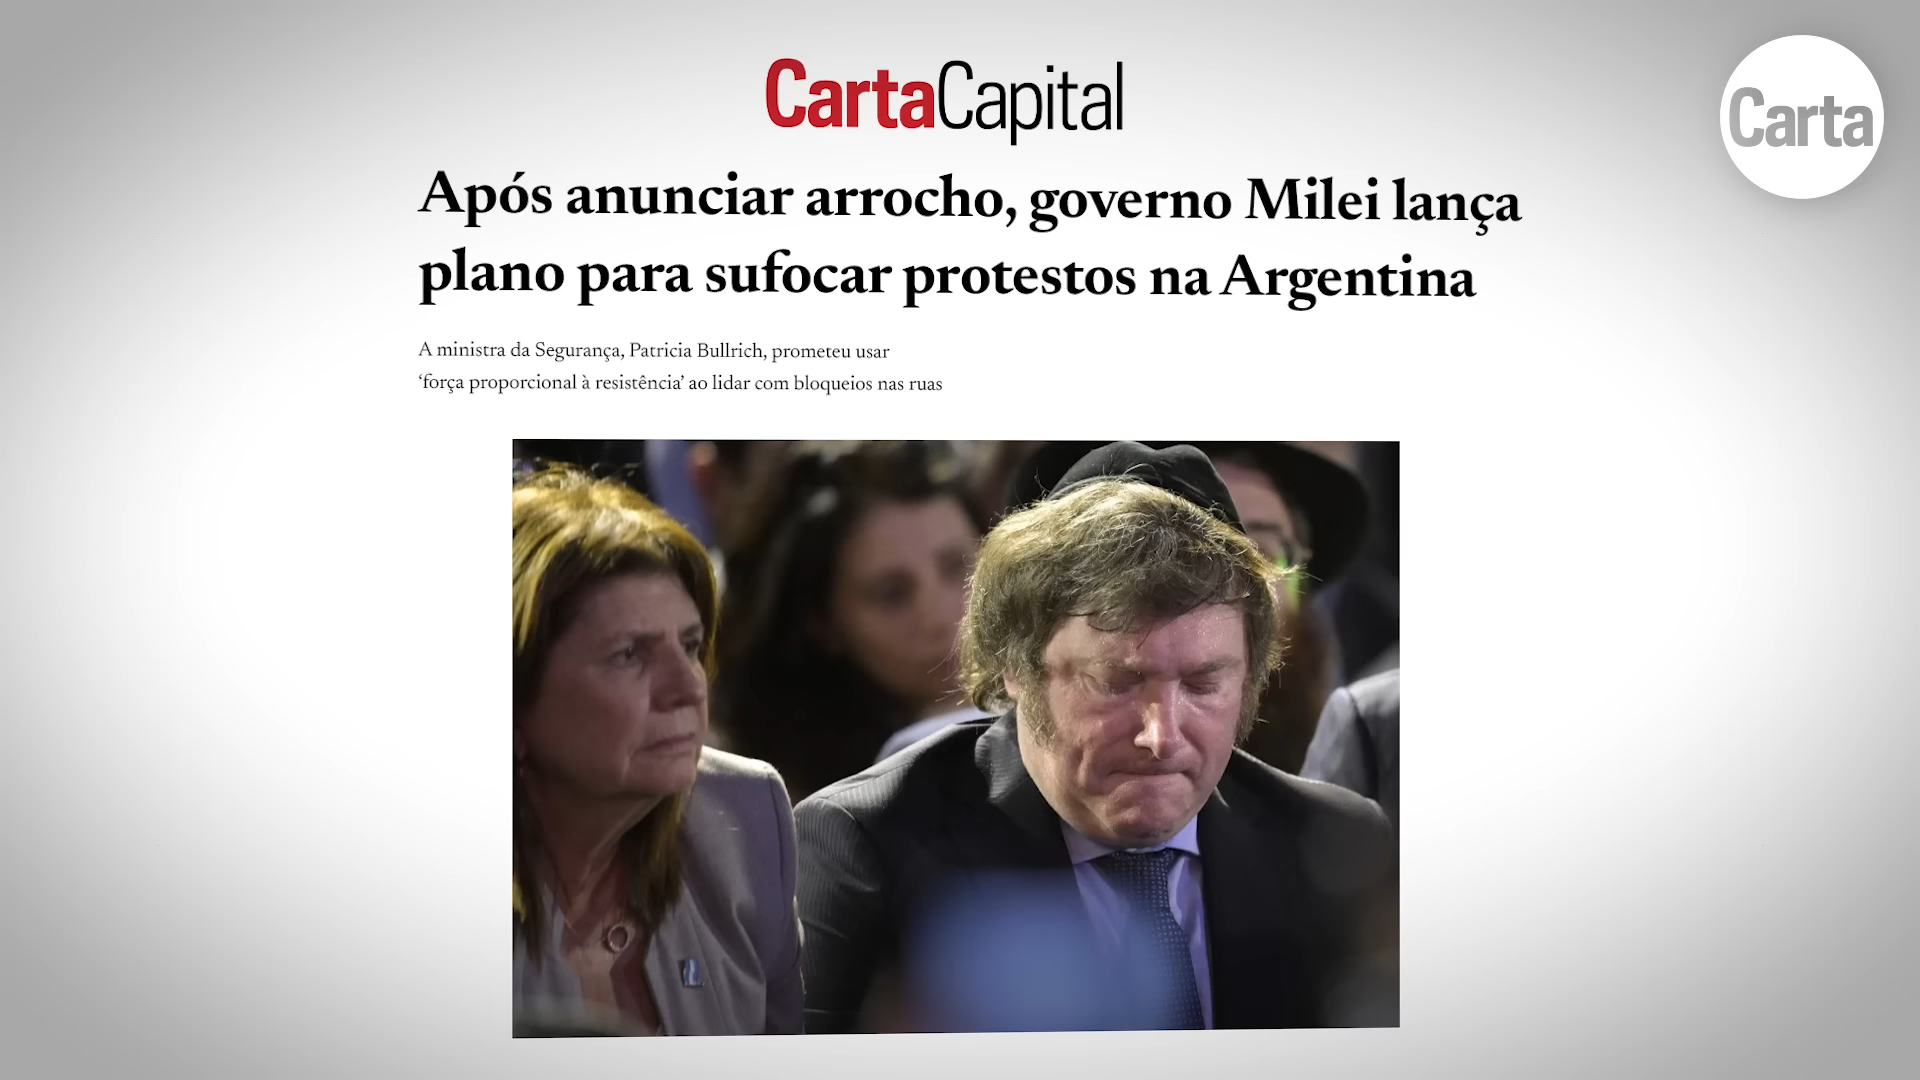 CartaCapital
Carta
Após anunciar arrocho, governo Milei lança
plano para sufocar protestos na Argentina
A ministra da Segurança, Patricia Bullrich, prometeu usar
‘força proporcional à resistência’ ao lidar com bloqueios nas ruas